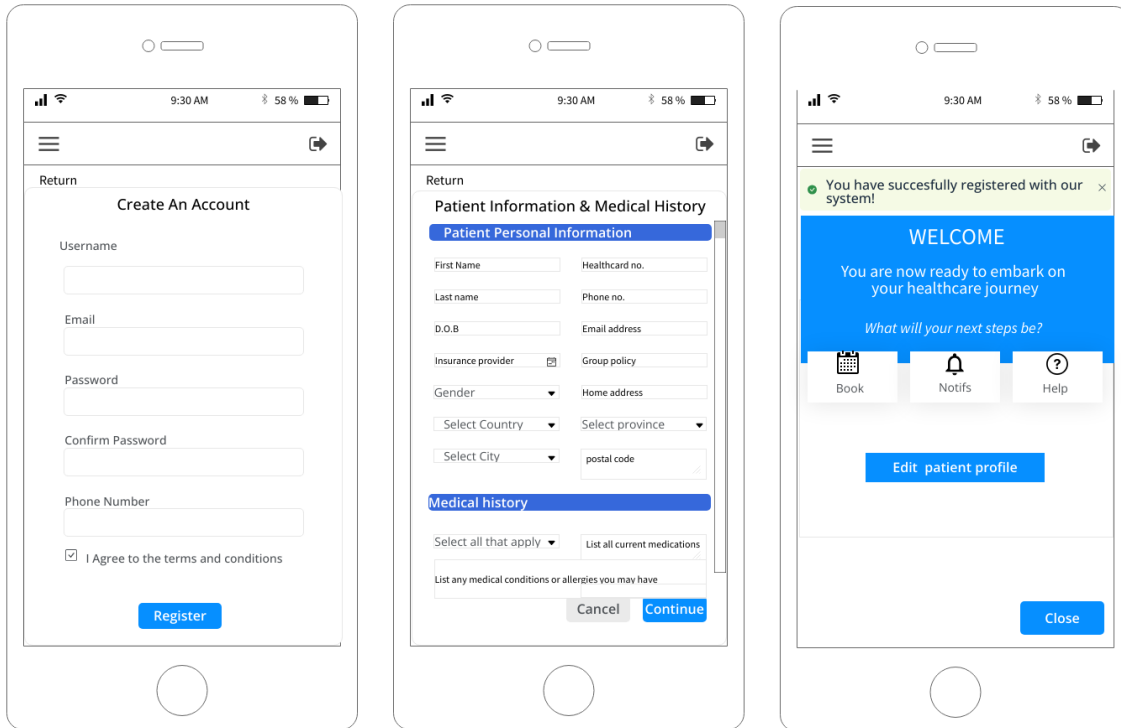 9:30 AM
58 %
Return
Create An Account
Username
Email
Password
Confirm Password
Phone Number
I Agree to the terms and conditions
Register
9:30 AM
58 %
Return
Patient Information & Medical History
Patient Personal Information
First Name
Healthcard no.
Last name
Phone no.
D.O.B
Email address
Insurance provider
Group policy
Gender
Home address
Select Country
Select province
Select City
postal code
Medical history
Select all that apply
List all current medications
List any medical conditions or allergies you may have
Cancel
Continue
9:30 AM
58 %
You have succesfully registered with our
system!
WELCOME
You are now ready to embark on
your healthcare journey
What will your next steps be?
Book
Notifs
Help
Edit patient profile
Close